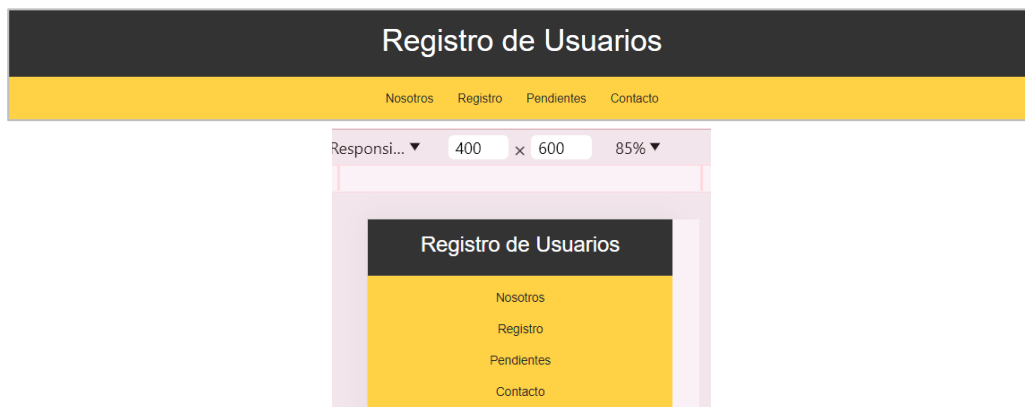 Registro de Usuarios
Nosotros Registro Pendientes Contacto
Responsi... ▼ 400 × 600 85% ▼
Registro de Usuarios
Nosotros
Registro
Pendientes
Contacto